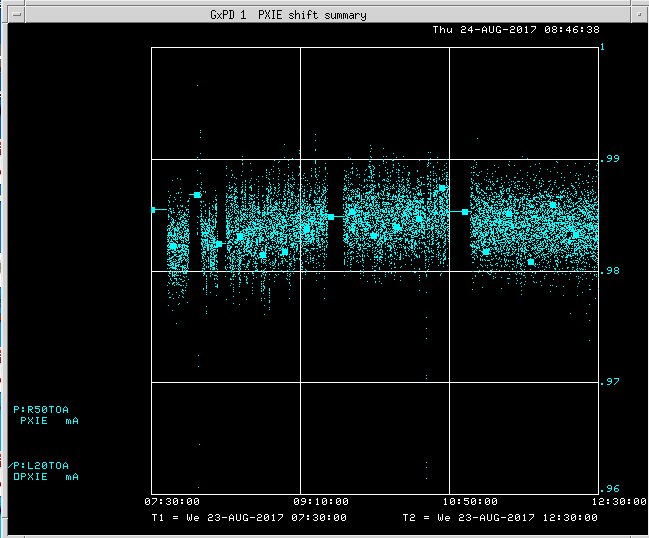 GxPD 1 PXIE shift summary
Thu 24-AUG-2017 08:46:38
1
.99
.98
.97
P:R50TOA
PXIE mA
P:L20TOA
PXIE mA
.96
07:30:00 09:10:00 10:50:00 12:30:00
T1 = We 23-AUG-2017 07:30:00 T2 = We 23-AUG-2017 12:30:00